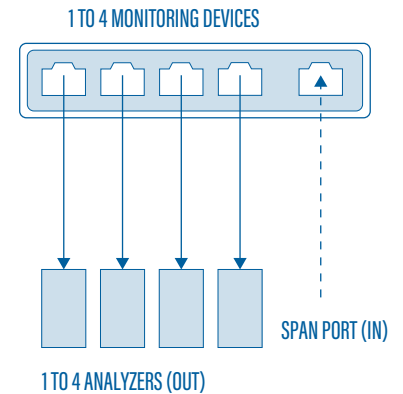 1 TO 4 MONITORING DEVICES
SPAN PORT (IN)
1 TO 4 ANALYZERS (OUT)